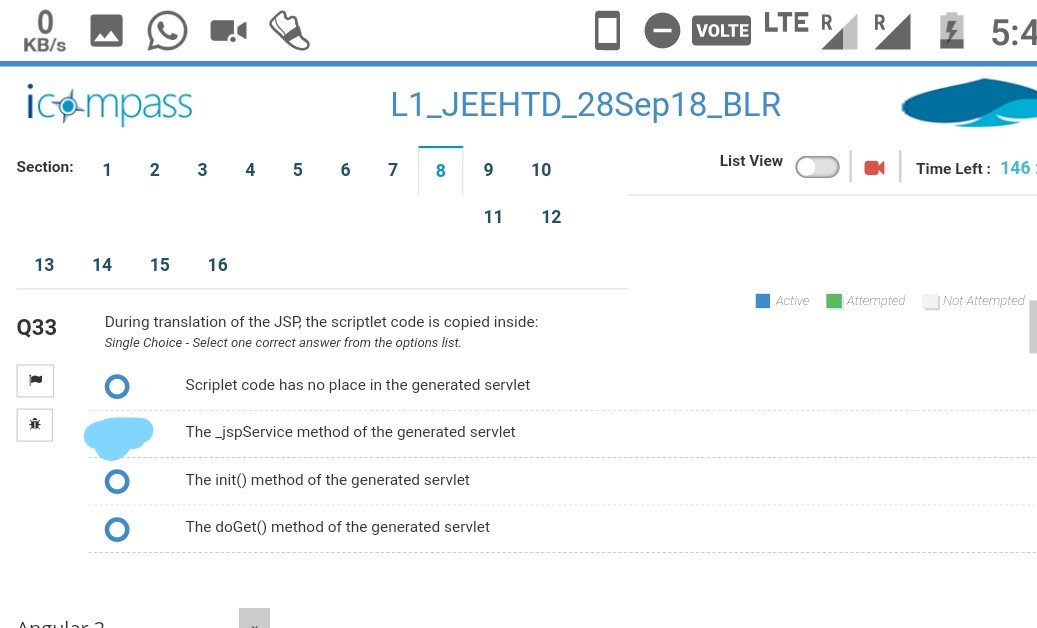 0
KB/s
VOLTE LTE R R 5:4
icompass
L1_JEEHTD_28Sep18_BLR
Section: 1 2 3 4 5 6 7 8 9 10
List View
Time Left : 146 :
11 12
13 14 15 16
Active Attempted Not Attempted
Q33
During translation of the JSP, the scriptlet code is copied inside:
Single Choice - Select one correct answer from the options list.
Scriplet code has no place in the generated servlet
The _jspService method of the generated servlet
The init() method of the generated servlet
The doGet() method of the generated servlet
Angular 2